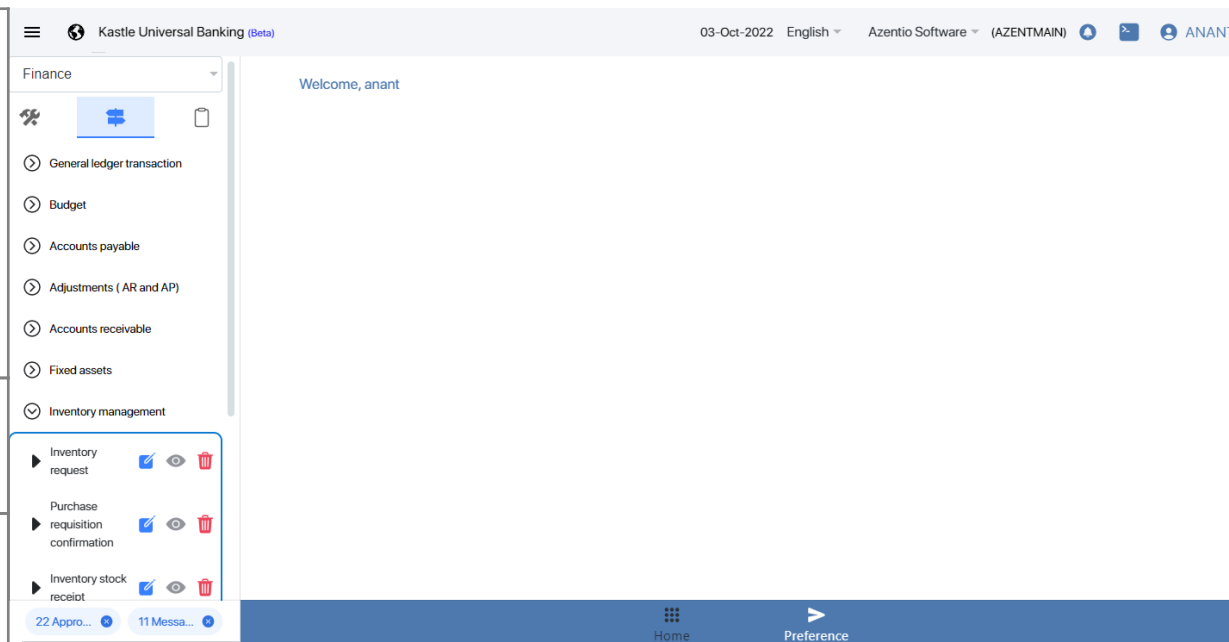 Kastle Universal Banking (Beta)
03-Oct-2022 English Azentio Software (AZENTMAIN) ANANT
Finance
Welcome, anant
General ledger transaction
Budget
Accounts payable
Adjustments ( AR and AP)
Accounts receivable
Fixed assets
Inventory management
Inventory
request
Purchase
requisition
confirmation
Inventory stock
receipt
22 Appro... 11 Messa...
Home Preference